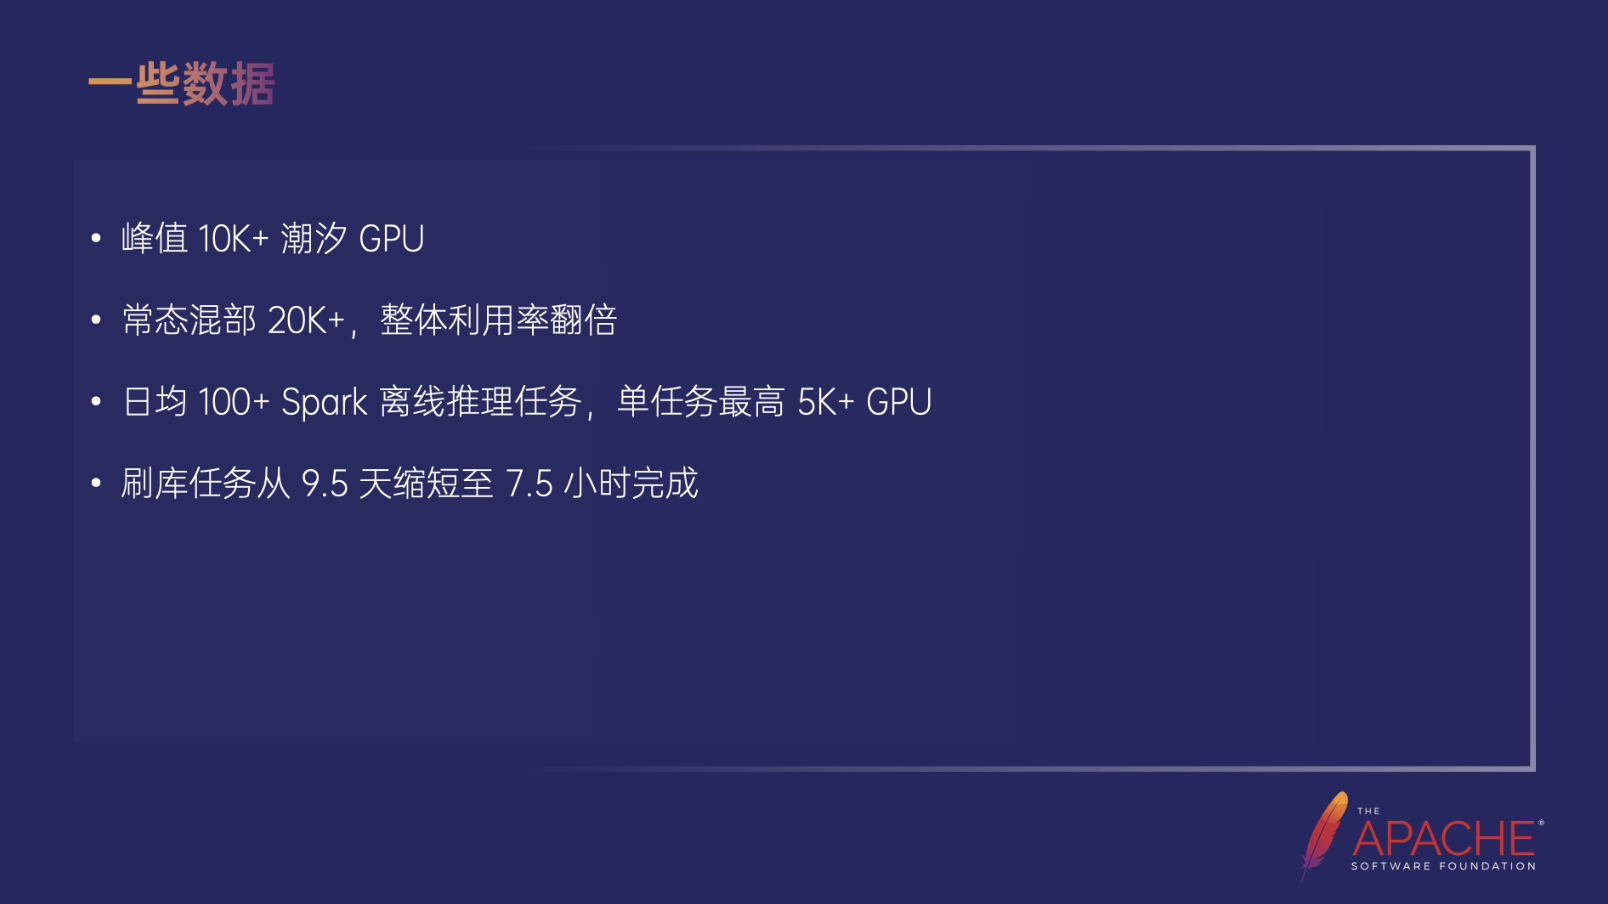 一些数据
• 峰值 10K+ 潮汐 GPU
• 常态混部 20K+，整体利用率翻倍
• 日均 100+ Spark 离线推理任务，单任务最高 5K+ GPU
• 刷库任务从 9.5 天缩短至 7.5 小时完成
THE
APACHE®
SOFTWARE FOUNDATION